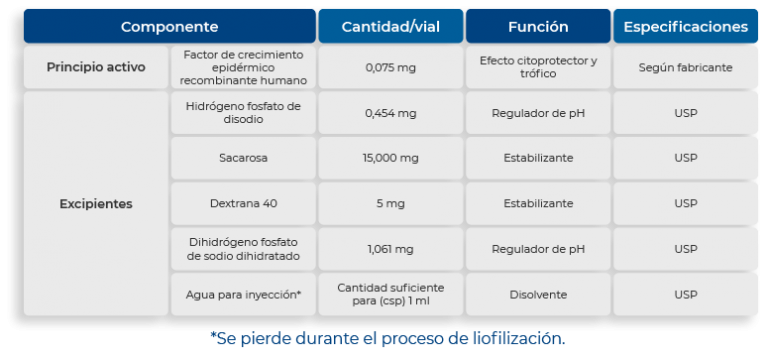 Componente Cantidad/vial Función Especificaciones
Principio activo
Factor de crecimiento
epidérmico
recombinante humano
0,075 mg
Efecto citoprotector y
trófico
Según fabricante
Excipientes
Hidrógeno fosfato de
disodio
0,454 mg
Regulador de pH
USP
Sacarosa
15,000 mg
Estabilizante
USP
Dextrana 40
5 mg
Estabilizante
USP
Dihidrógeno fosfato
de sodio dihidratado
1,061 mg
Regulador de pH
USP
Agua para inyección*
Cantidad suficiente
para (csp) 1 ml
Disolvente
USP
*Se pierde durante el proceso de liofilización.